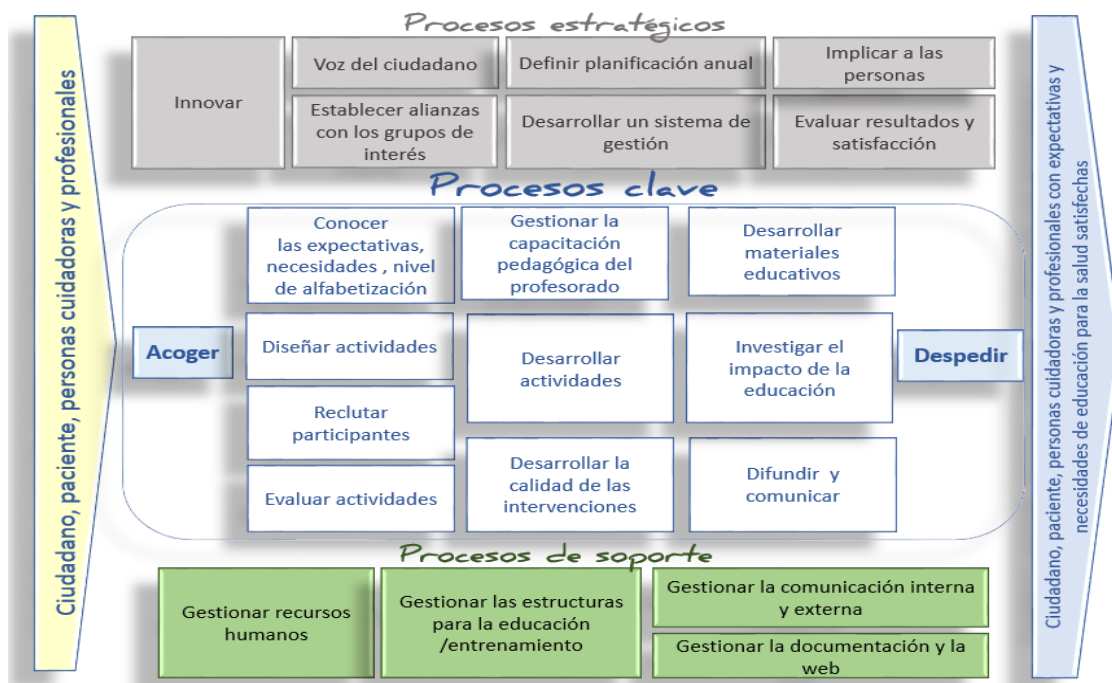 Procesos estratégicos
Innovar
Voz del ciudadano
Definir planificación anual
Implicar a las
personas
Establecer alianzas
con los grupos de
interés
Desarrollar un sistema de
gestión
Evaluar resultados y
satisfacción
Ciudadano, paciente, personas cuidadoras y profesionales
Procesos clave
Acoger
Conocer
las expectativas,
necesidades , nivel
de alfabetización
Gestionar la
capacitación
pedagógica del
profesorado
Desarrollar
materiales
educativos
Diseñar actividades
Desarrollar
actividades
Investigar el
impacto de la
educación
Reclutar
participantes
Evaluar actividades
Desarrollar la
calidad de las
intervenciones
Difundir y
comunicar
Despedir
Ciudadano, paciente, personas cuidadoras y profesionales con expectativas y
necesidades de educación para la salud satisfechas
Procesos de soporte
Gestionar recursos
humanos
Gestionar las estructuras
para la educación
/entrenamiento
Gestionar la comunicación interna
y externa
Gestionar la documentación y la
web